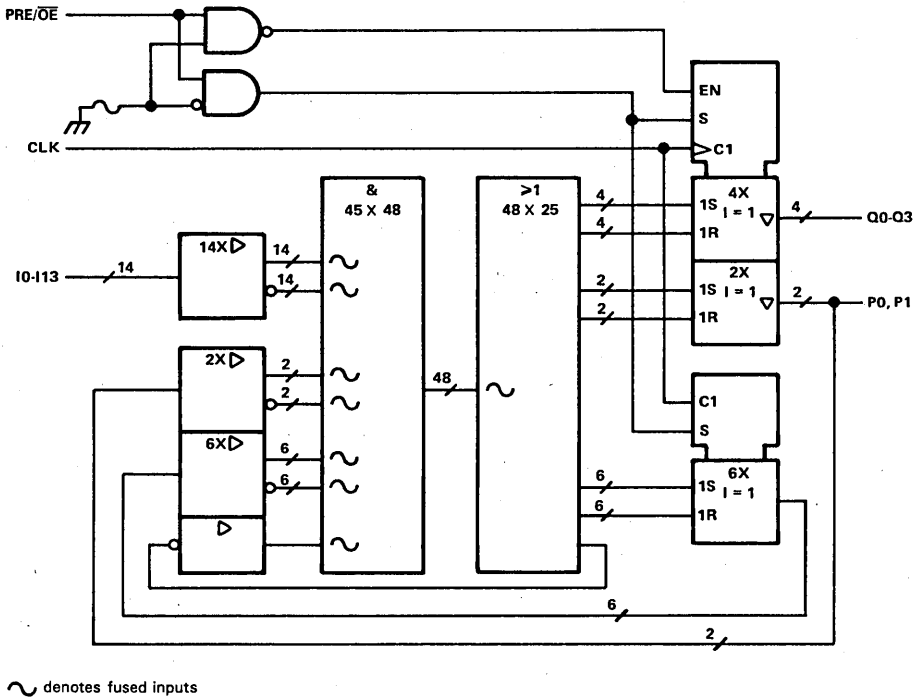 PRE/OE
EN
S
CLK
C1
&
45 X 48
≥1
48 X 25
4X
I = 1
4
1S
4
1R
4
Q0-Q3
14X
14
14
I0-I13
14
2X
I = 1
2
1S
2
1R
2
P0, P1
2X
2
2
48
C1
S
6X
6
6
6X
I = 1
6
1S
6
1R
6
2
denotes fused inputs